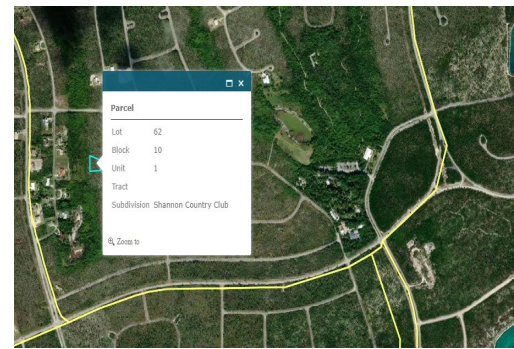 Parcel
Lot 62
Block 10
Unit 1
Tract
Subdivision Shannon Country Club
Zoom to